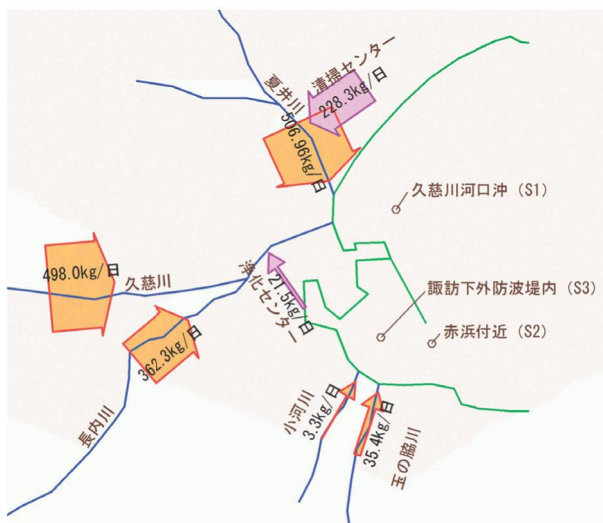 清掃センター
228.3kg/日
夏井川
506.96kg/日
久慈川河口沖（S1）
498.0kg/日
久慈川
浄化センター
21.5kg/日
諏訪下外防波堤内（S3）
赤浜付近（S2）
362.3kg/日
長内川
小河川
3.3kg/日
35.4kg/日
玉の脇川